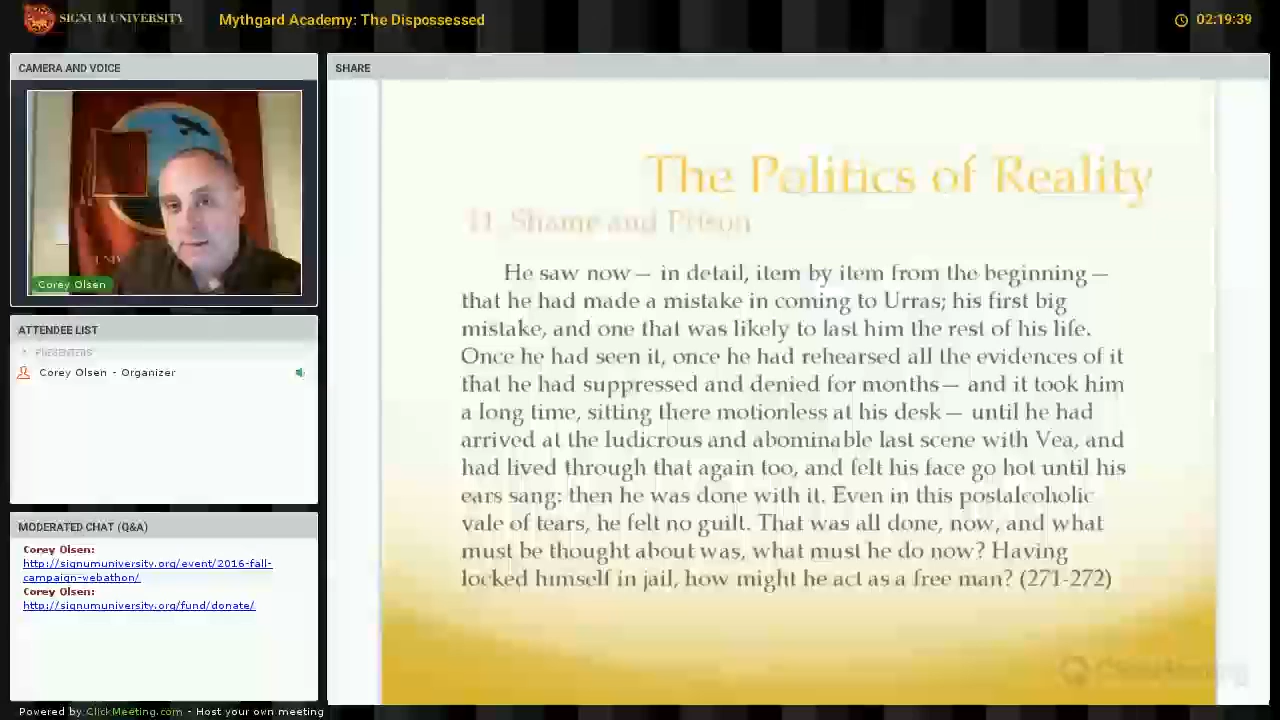 SIGNUM UNIVERSITY
Mythgard Academy: The Dispossessed
02:19:39
CAMERA AND VOICE
Corey Olsen
ATTENDEE LIST
Corey Olsen - Organizer
MODERATED CHAT (Q&A)
Corey Olsen:
http://signumuniversity.org/event/2016-fall-
campaign-webathon/
Corey Olsen:
http://signumuniversity.org/fund/donate/
Powered by ClickMeeting.com - Host your own meeting
SHARE
The Politics of Reality
11. Shame and Prison
He saw now — in detail, item by item from the beginning —
that he had made a mistake in coming to Urras; his first big
mistake, and one that was likely to last him the rest of his life.
Once he had seen it, once he had rehearsed all the evidences of it
that he had suppressed and denied for months — and it took him
a long time, sitting there motionless at his desk — until he had
arrived at the ludicrous and abominable last scene with Vea, and
had lived through that again too, and felt his face go hot until his
ears sang: then he was done with it. Even in this postalcoholic
vale of tears, he felt no guilt. That was all done, now, and what
must be thought about was, what must he do now? Having
locked himself in jail, how might he act as a free man? (271-272)
ClickMeeting